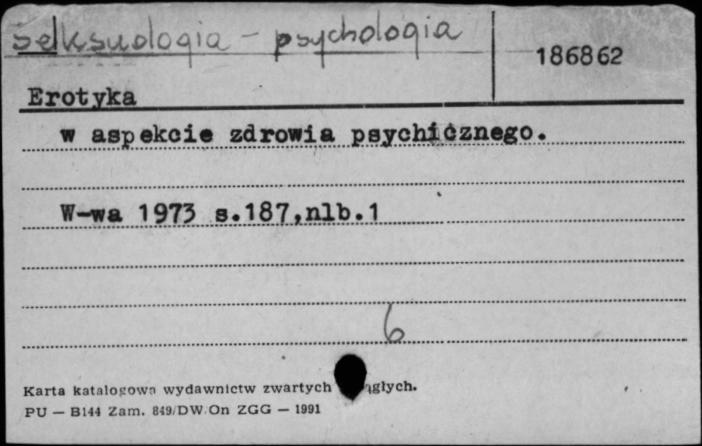 Seksuologia - psychologia
186862
Erotyka
w aspekcie zdrowia psychicznego.
W-wa 1973 s.187,nlb.1
6
Karta katalogowa wydawnictw zwartych głych.
PU — B144 Zam. 849/DW/On ZGG — 1991